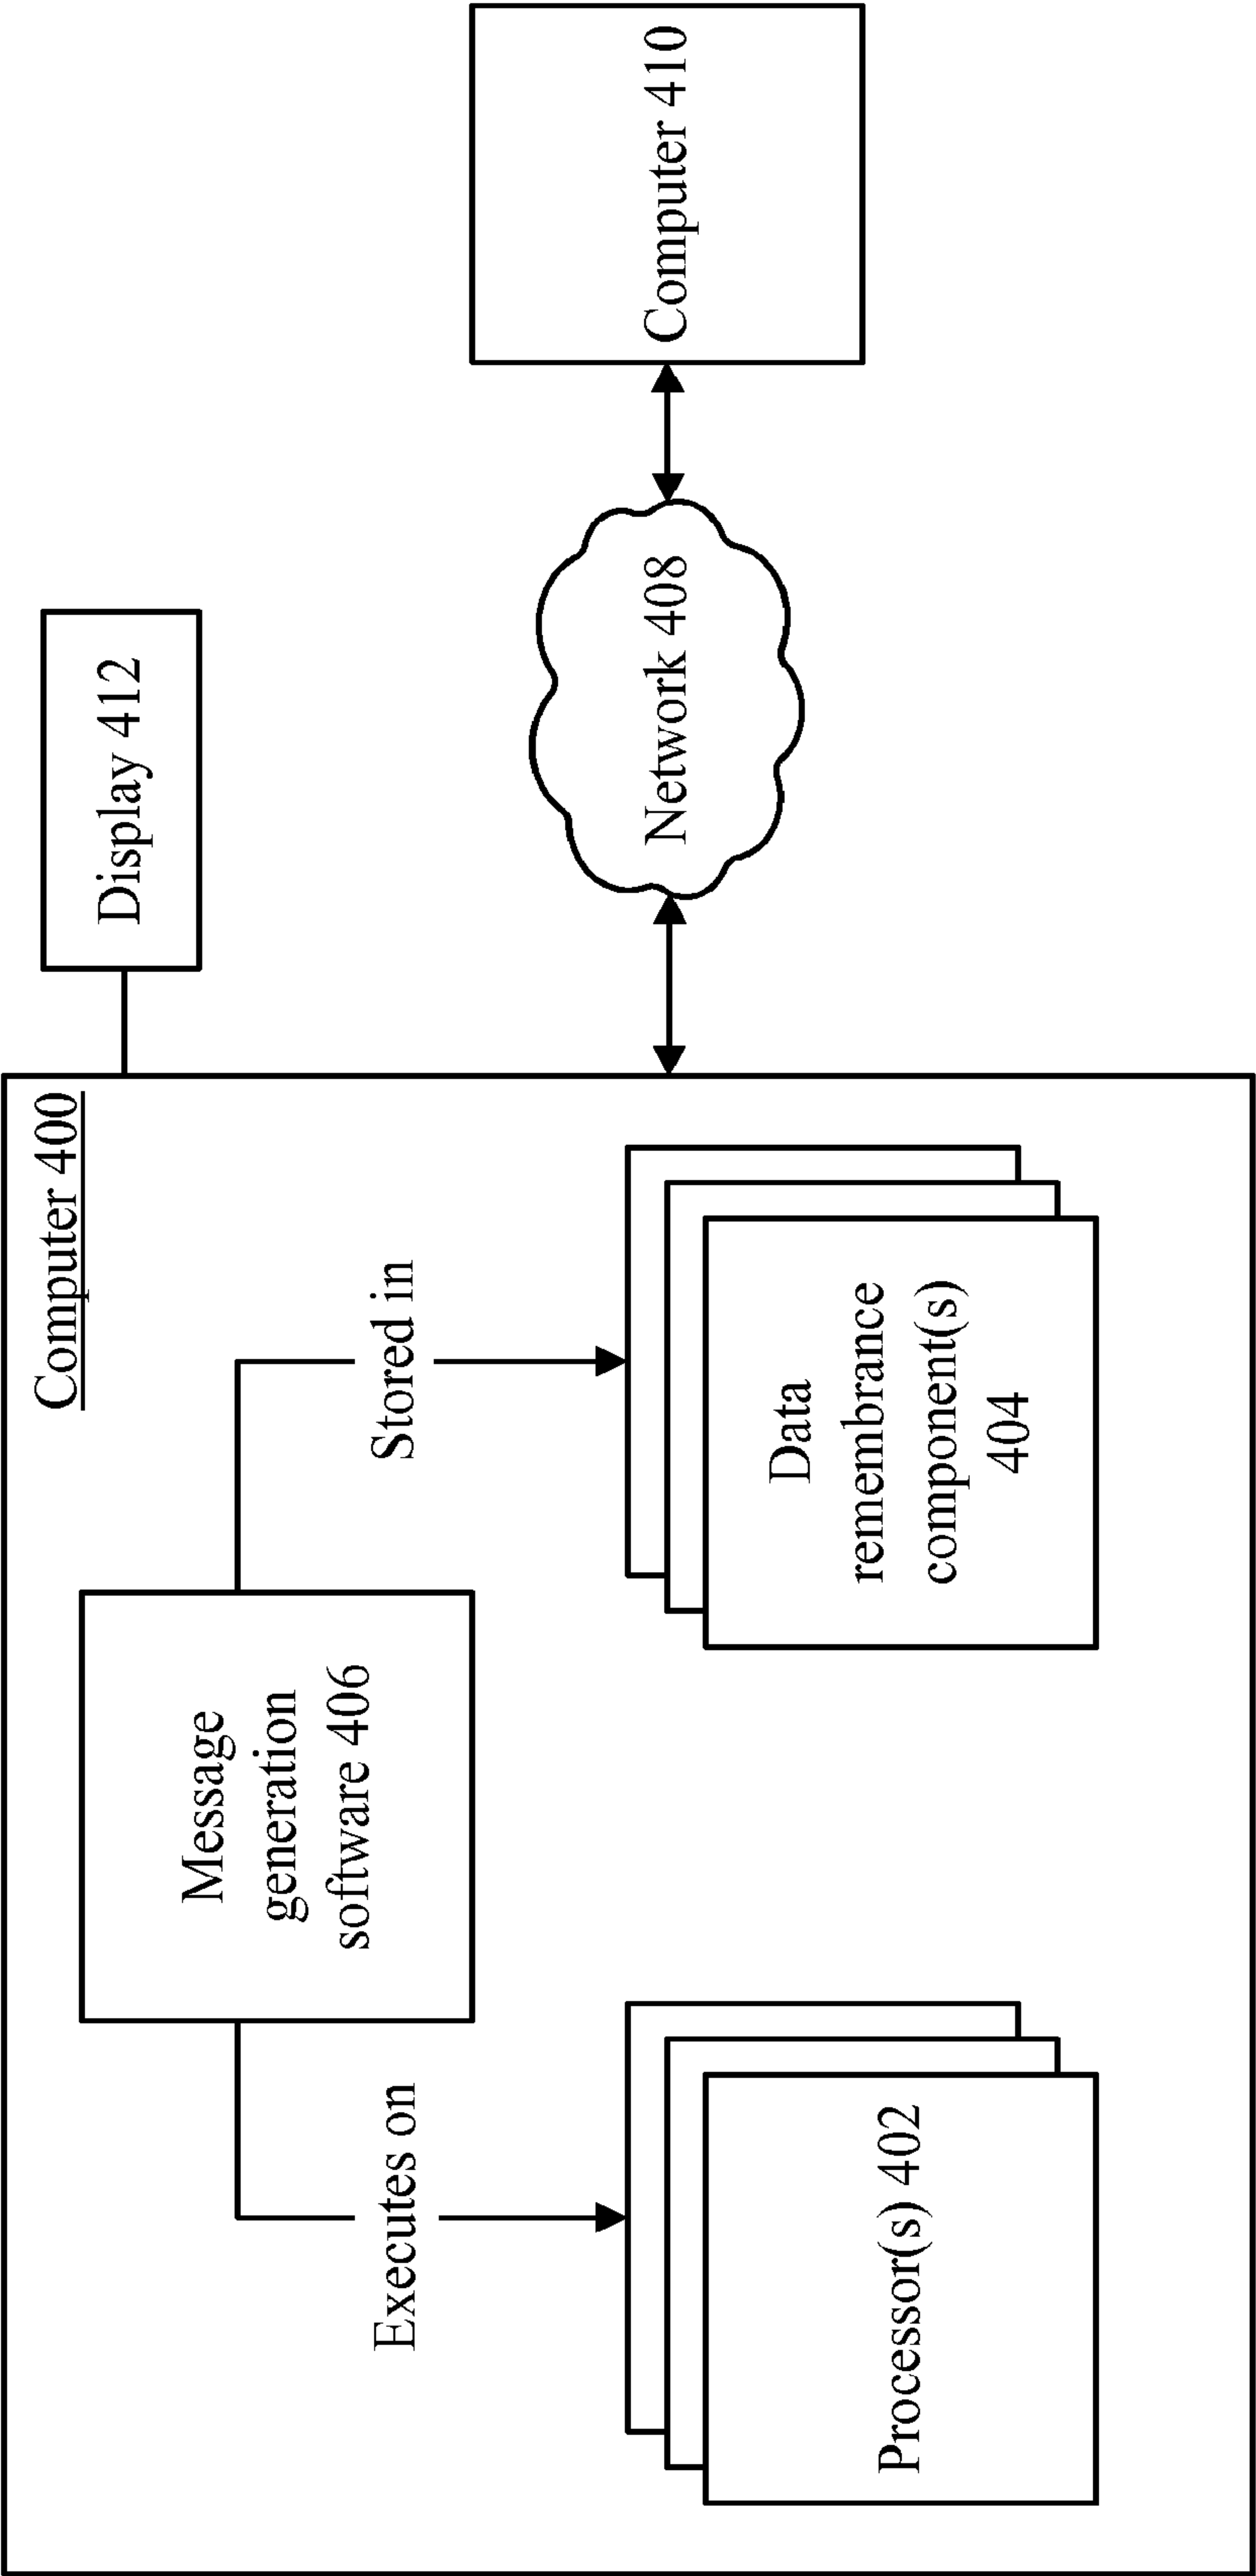 Computer 400
Display 412
Message
generation
software 406
Executes on
Stored in
Network 408
Computer 410
Processor(s) 402
Data
remembrance
component(s)
404